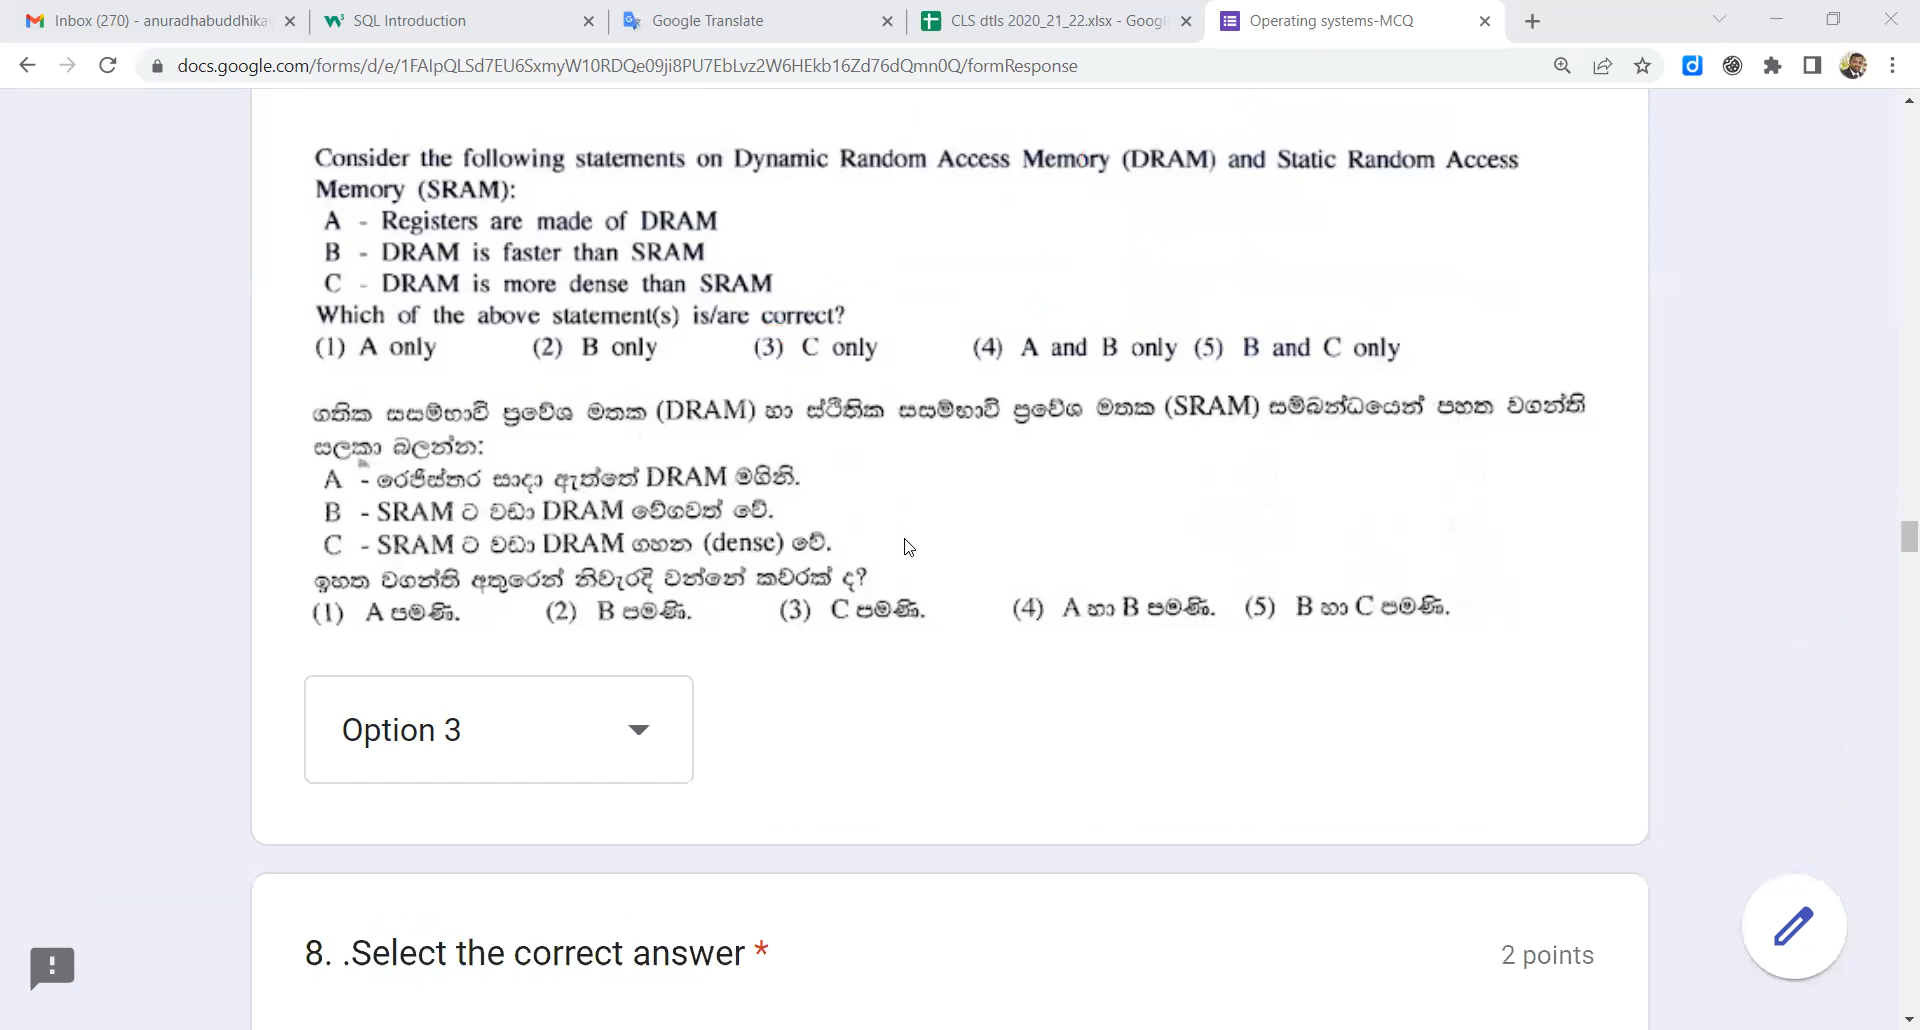 Inbox (270) - anuradhabuddhika
SQL Introduction
Google Translate
CLS dtls 2020_21_22.xlsx - Googl
Operating systems-MCQ
docs.google.com/forms/d/e/1FAIpQLSd7EU6SxmyW10RDQe09ji8PU7EbLvz2W6HEkb16Zd76dQmn0Q/formResponse
Consider the following statements on Dynamic Random Access Memory (DRAM) and Static Random Access
Memory (SRAM):
A - Registers are made of DRAM
B - DRAM is faster than SRAM
C - DRAM is more dense than SRAM
Which of the above statement(s) is/are correct?
(1) A only (2) B only (3) C only (4) A and B only (5) B and C only
ගතික සසම්භාවි ප්‍රවේශ මතක (DRAM) හා ස්ථිතික සසම්භාවි ප්‍රවේශ මතක (SRAM) සම්බන්ධයෙන් පහත වගන්ති
සලකා බලන්න:
A - රෙජිස්තර සාදා ඇත්තේ DRAM මගිනි.
B - SRAM ට වඩා DRAM වේගවත් වේ.
C - SRAM ට වඩා DRAM ගහන (dense) වේ.
ඉහත වගන්ති අතුරෙන් නිවැරදි වන්නේ කවරක් ද?
(1) A පමණි. (2) B පමණි. (3) C පමණි. (4) A හා B පමණි. (5) B හා C පමණි.
Option 3
8. .Select the correct answer *
2 points